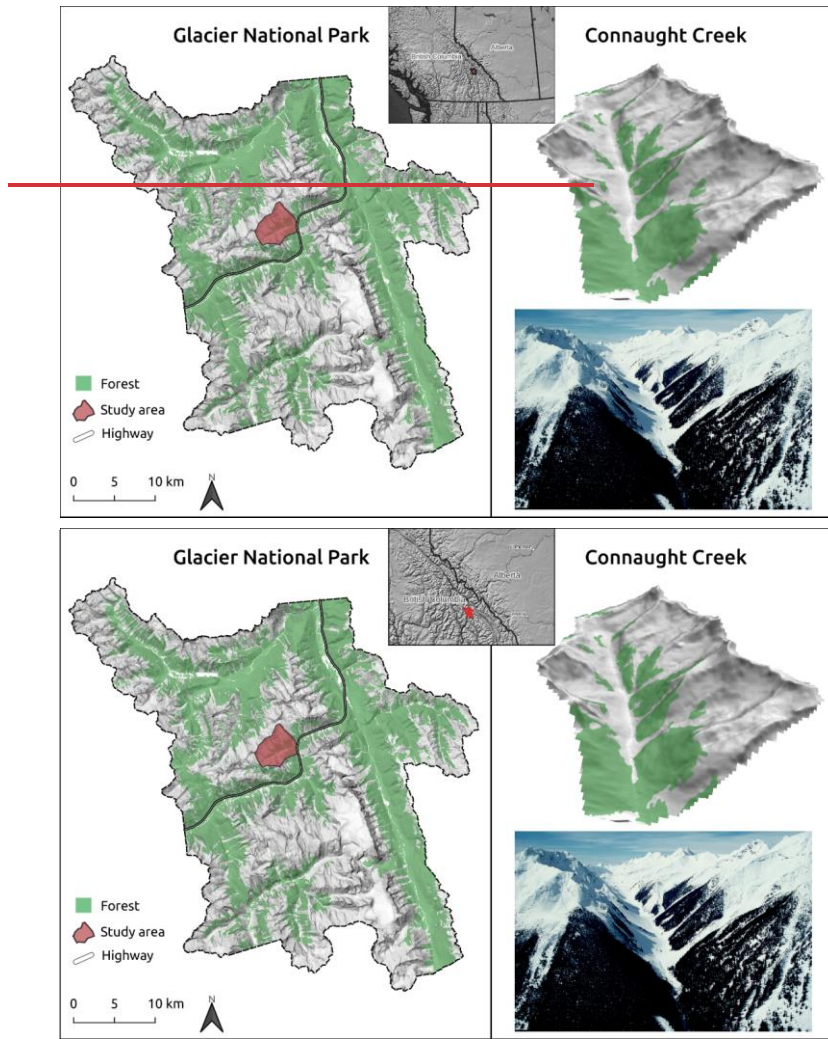 Glacier National Park
British Columbia
Alberta
Connaught Creek
Forest
Study area
Highway
0 5 10 km
N
Glacier National Park
Alberta
British Columbia
Connaught Creek
Forest
Study area
Highway
0 5 10 km
N